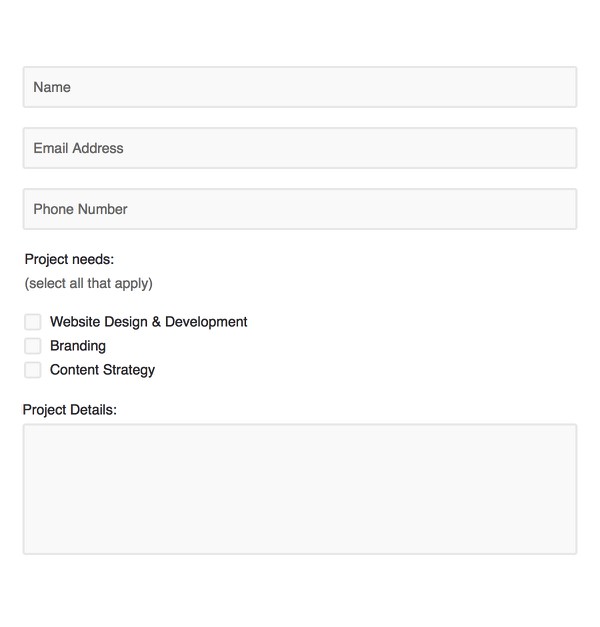 Name
Email Address
Phone Number
Project needs:
(select all that apply)
Website Design & Development
Branding
Content Strategy
Project Details: